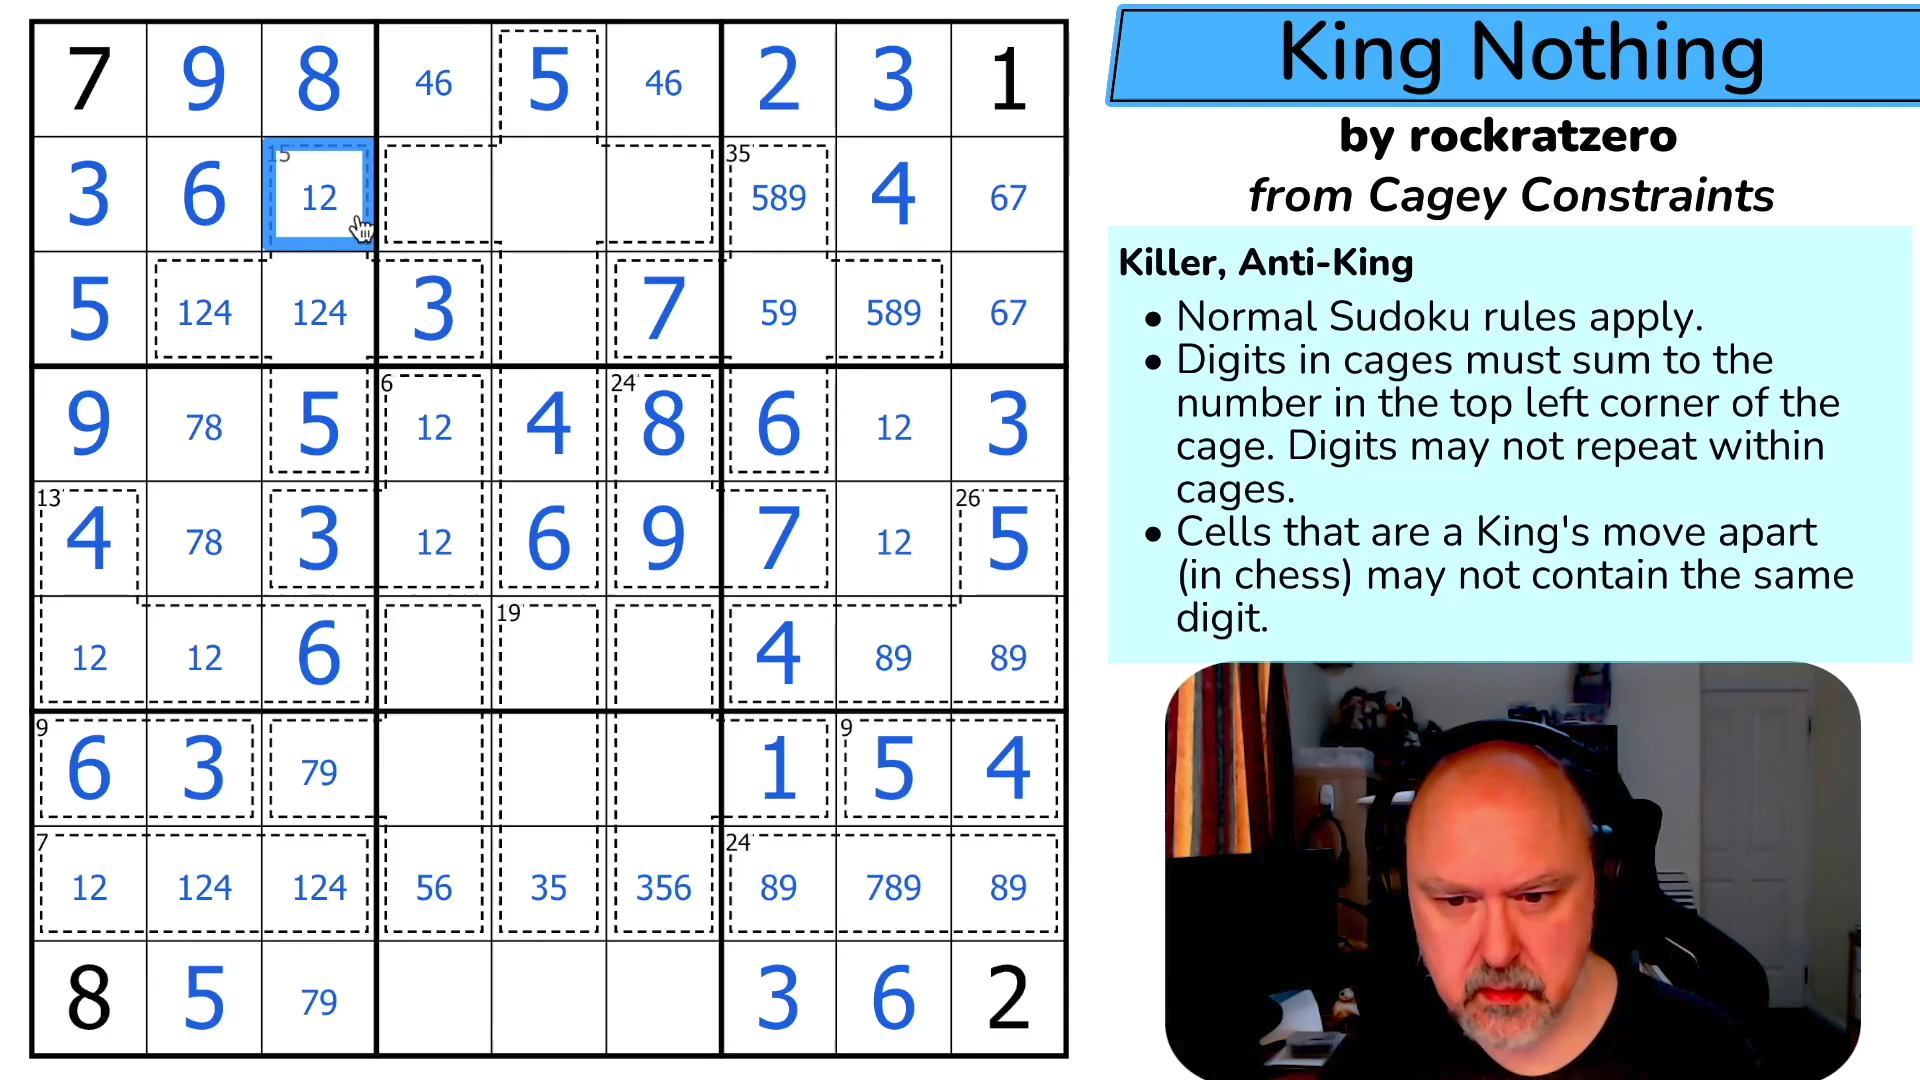 King Nothing
by rockratzero
from Cagey Constraints
Killer, Anti-King
• Normal Sudoku rules apply.
• Digits in cages must sum to the
number in the top left corner of the
cage. Digits may not repeat within
cages.
• Cells that are a King's move apart
(in chess) may not contain the same
digit.
7 9 8 46 5 46 2 3 1
3 6 15 12 35 589 4 67
5 124 124 3 7 59 589 67
9 78 5 6 12 4 24 8 6 12 3
13 4 78 3 12 6 9 7 12 26 5
12 12 6 19 4 89 89
9 6 3 79 1 9 5 4
7 12 124 124 56 35 356 24 89 789 89
8 5 79 3 6 2